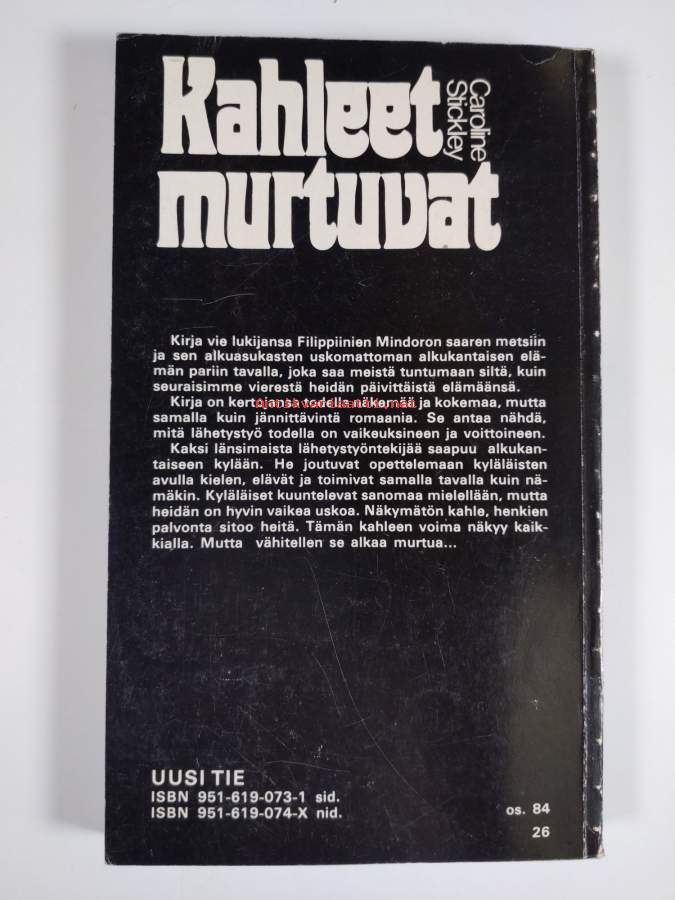 Kahleet
murtuvat
Caroline
Stickley
Kirja vie lukijansa Filippiinien Mindoron saaren metsiin
ja sen alkuasukasten uskomattoman alkukantaisen elä-
män pariin tavalla, joka saa meistä tuntumaan siltä, kuin
seuraisimme vierestä heidän päivittäistä elämäänsä.
Kirja on kertojansa todella näkemää ja kokemaa, mutta
samalla kuin jännittävintä romaania. Se antaa nähdä,
mitä lähetystyö todella on vaikeuksineen ja voittoineen.
Kaksi länsimaista lähetystyöntekijää saapuu alkukan-
taiseen kylään. He joutuvat opettelemaan kyläläisten
avulla kielen, elävät ja toimivat samalla tavalla kuin nä-
mäkin. Kyläläiset kuuntelevat sanomaa mielellään, mutta
heidän on hyvin vaikea uskoa. Näkymätön kahle, henkien
palvonta sitoo heitä. Tämän kahleen voima näkyy kaik-
kialla. Mutta vähitellen se alkaa murtua...
UUSI TIE
ISBN 951-619-073-1 sid.
ISBN 951-619-074-X nid.
os. 84
26